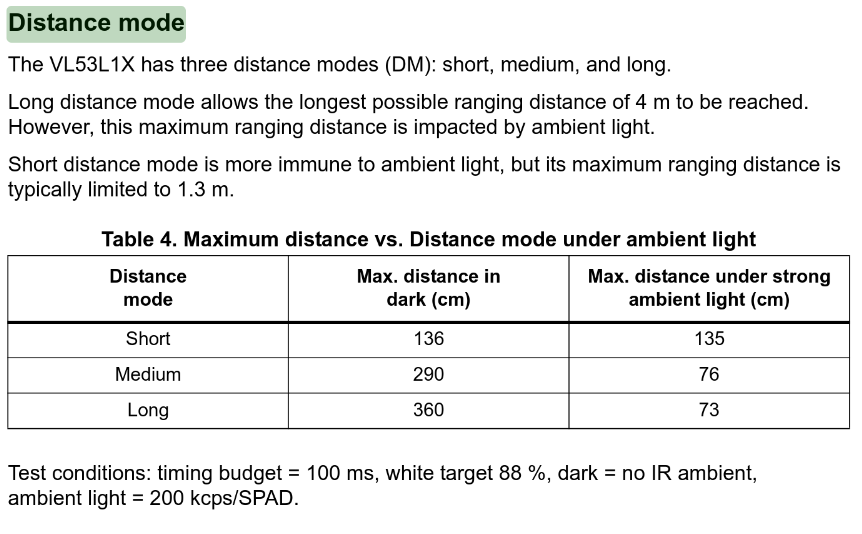 Distance mode
The VL53L1X has three distance modes (DM): short, medium, and long.
Long distance mode allows the longest possible ranging distance of 4 m to be reached.
However, this maximum ranging distance is impacted by ambient light.
Short distance mode is more immune to ambient light, but its maximum ranging distance is
typically limited to 1.3 m.
Table 4. Maximum distance vs. Distance mode under ambient light
Distance mode Max. distance in dark (cm) Max. distance under strong ambient light (cm)
Short 136 135
Medium 290 76
Long 360 73
Test conditions: timing budget = 100 ms, white target 88 %, dark = no IR ambient,
ambient light = 200 kcps/SPAD.